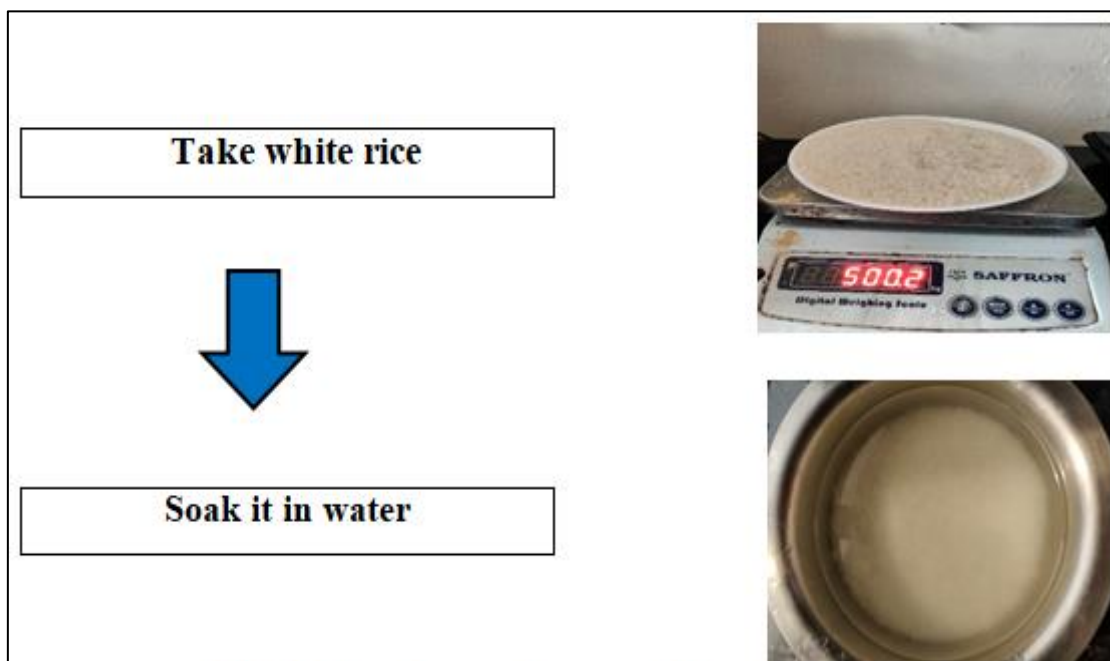 Take white rice
500.2
SAFFRON
Digital Weighing Scale
Soak it in water